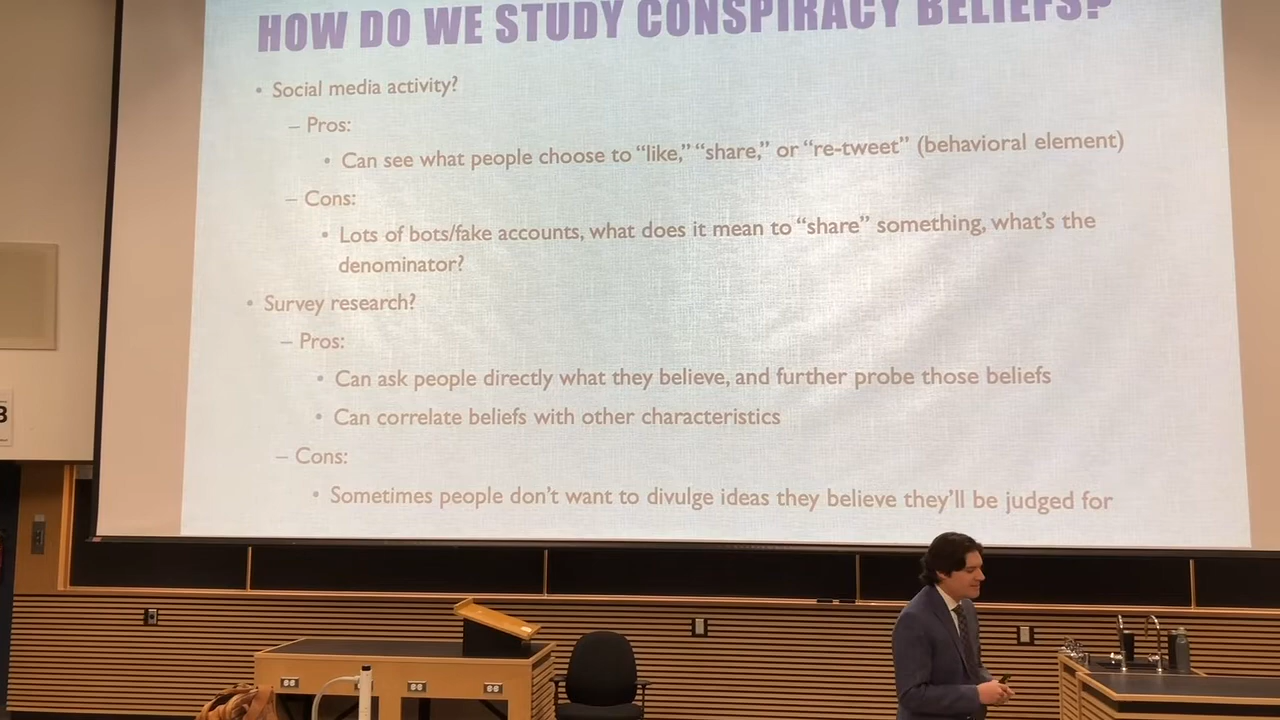 HOW DO WE STUDY CONSPIRACY BELIEFS?
• Social media activity?
– Pros:
• Can see what people choose to “like,” “share,” or “re-tweet” (behavioral element)
– Cons:
• Lots of bots/fake accounts, what does it mean to “share” something, what’s the
denominator?
• Survey research?
– Pros:
• Can ask people directly what they believe, and further probe those beliefs
• Can correlate beliefs with other characteristics
– Cons:
• Sometimes people don’t want to divulge ideas they believe they’ll be judged for